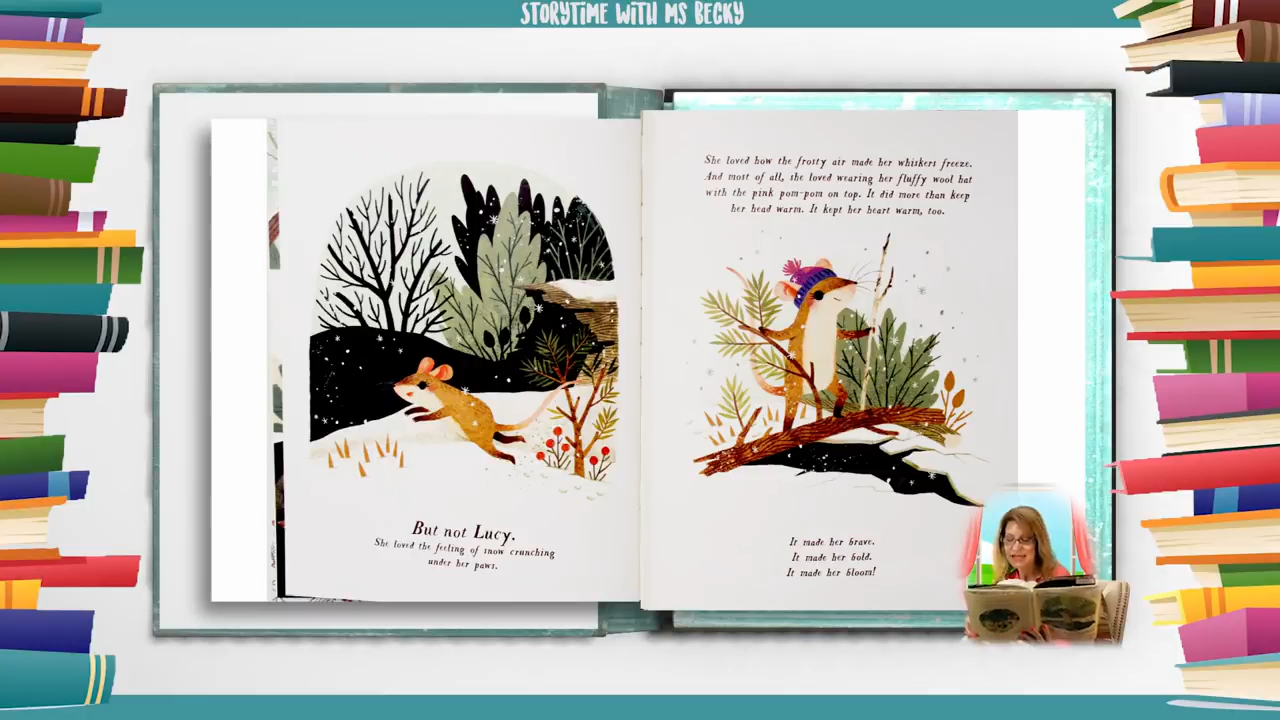 STORYTIME WITH MS BECKY
But not Lucy.
She loved the feeling of snow crunching
under her paws.
She loved how the frosty air made her whiskers freeze.
And most of all, she loved wearing her fluffy wool hat
with the pink pom-pom on top. It did more than keep
her head warm. It kept her heart warm, too.
It made her brave.
It made her bold.
It made her bloom!